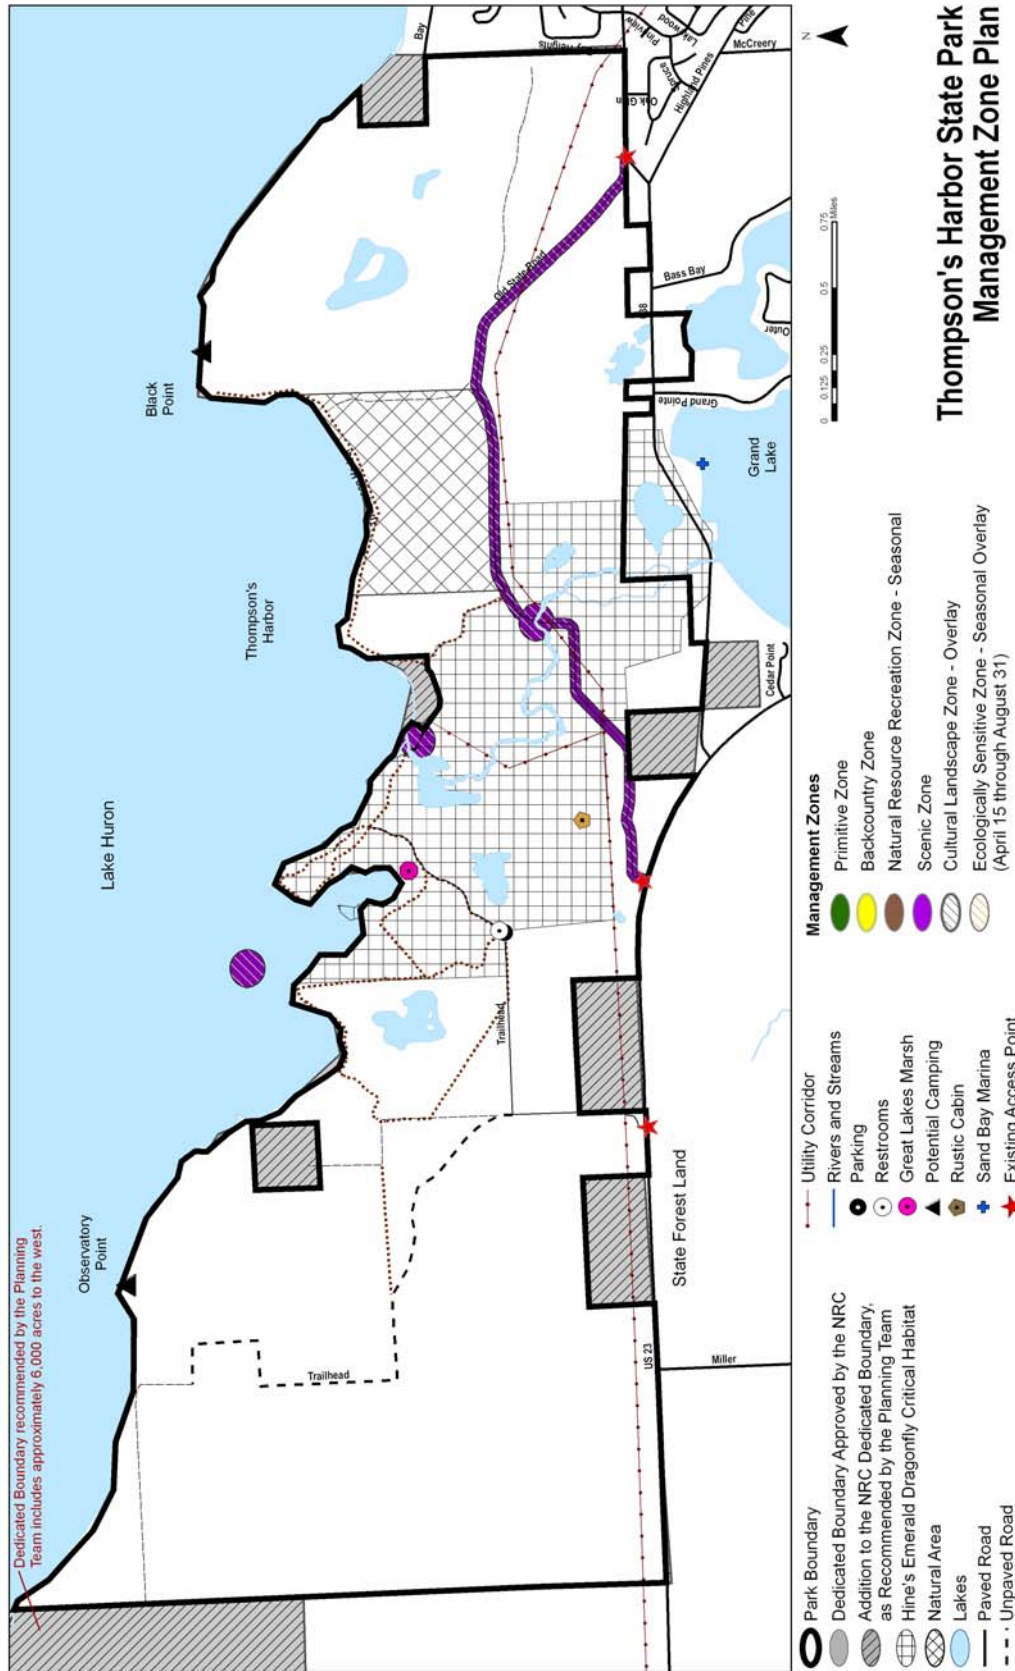 Dedicated Boundary recommended by the Planning
Team includes approximately 6,000 acres to the west.
Observatory
Point
Lake Huron
Thompson's
Harbor
Black
Point
Bay
Pinview
Lakewood
Pine
McCreery
Spruce
Highland Pines
Old State Road
Bass Bay
Outer
Grand Pointe
Grand
Lake
Cedar Point
Trailhead
Trailhead
State Forest Land
US 23
Miller
N
0 0.125 0.25 0.5 0.75 Miles
Thompson's Harbor State Park
Management Zone Plan
Park Boundary
Dedicated Boundary Approved by the NRC
Addition to the NRC Dedicated Boundary,
as Recommended by the Planning Team
Hine's Emerald Dragonfly Critical Habitat
Natural Area
Lakes
Paved Road
Unpaved Road
Utility Corridor
Rivers and Streams
Parking
Restrooms
Great Lakes Marsh
Potential Camping
Rustic Cabin
Sand Bay Marina
Existing Access Point
Management Zones
Primitive Zone
Backcountry Zone
Natural Resource Recreation Zone - Seasonal
Scenic Zone
Cultural Landscape Zone - Overlay
Ecologically Sensitive Zone - Seasonal Overlay
(April 15 through August 31)